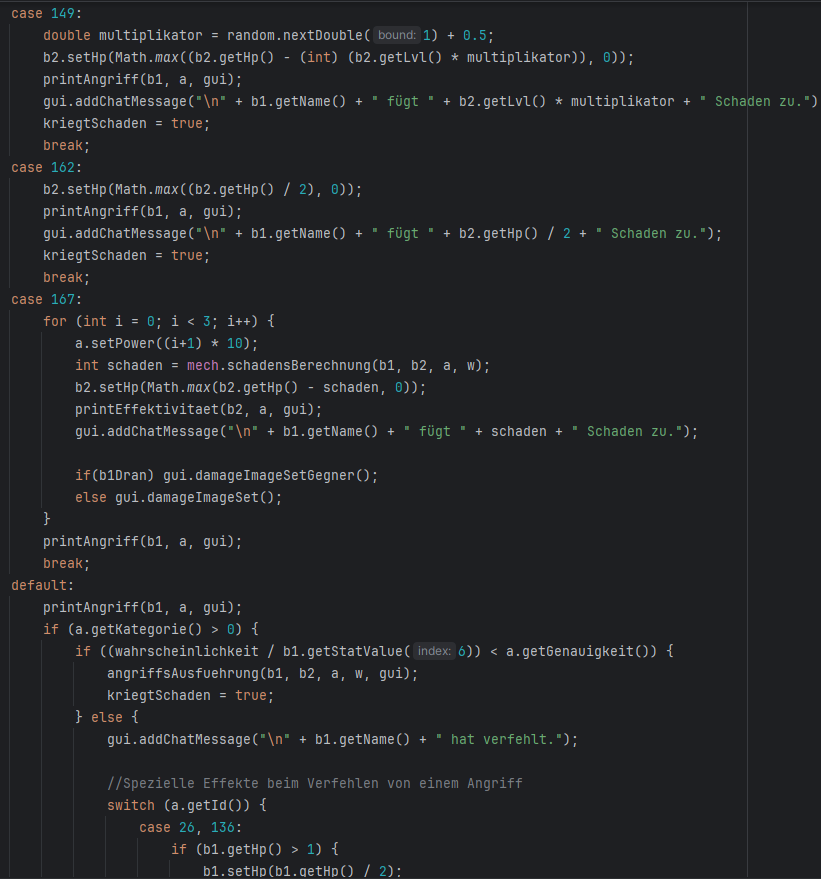 case 149:
    double multiplikator = random.nextDouble( bound: 1) + 0.5;
    b2.setHp(Math.max((b2.getHp() - (int) (b2.getLvl() * multiplikator)), 0));
    printAngriff(b1, a, gui);
    gui.addChatMessage("\n" + b1.getName() + " fügt " + b2.getLvl() * multiplikator + " Schaden zu.")
    kriegtSchaden = true;
    break;
case 162:
    b2.setHp(Math.max((b2.getHp() / 2), 0));
    printAngriff(b1, a, gui);
    gui.addChatMessage("\n" + b1.getName() + " fügt " + b2.getHp() / 2 + " Schaden zu.");
    kriegtSchaden = true;
    break;
case 167:
    for (int i = 0; i < 3; i++) {
        a.setPower((i+1) * 10);
        int schaden = mech.schadensBerechnung(b1, b2, a, w);
        b2.setHp(Math.max(b2.getHp() - schaden, 0));
        printEffektivitaet(b2, a, gui);
        gui.addChatMessage("\n" + b1.getName() + " fügt " + schaden + " Schaden zu.");

        if(b1Dran) gui.damageImageSetGegner();
        else gui.damageImageSet();
    }
    printAngriff(b1, a, gui);
    break;
default:
    printAngriff(b1, a, gui);
    if (a.getKategorie() > 0) {
        if ((wahrscheinlichkeit / b1.getStatValue( index: 6)) < a.getGenauigkeit()) {
            angriffsAusfuehrung(b1, b2, a, w, gui);
            kriegtSchaden = true;
        } else {
            gui.addChatMessage("\n" + b1.getName() + " hat verfehlt.");

            //Spezielle Effekte beim Verfehlen von einem Angriff
            switch (a.getId()) {
                case 26, 136:
                    if (b1.getHp() > 1) {
                        b1.setHp(b1.getHp() / 2);